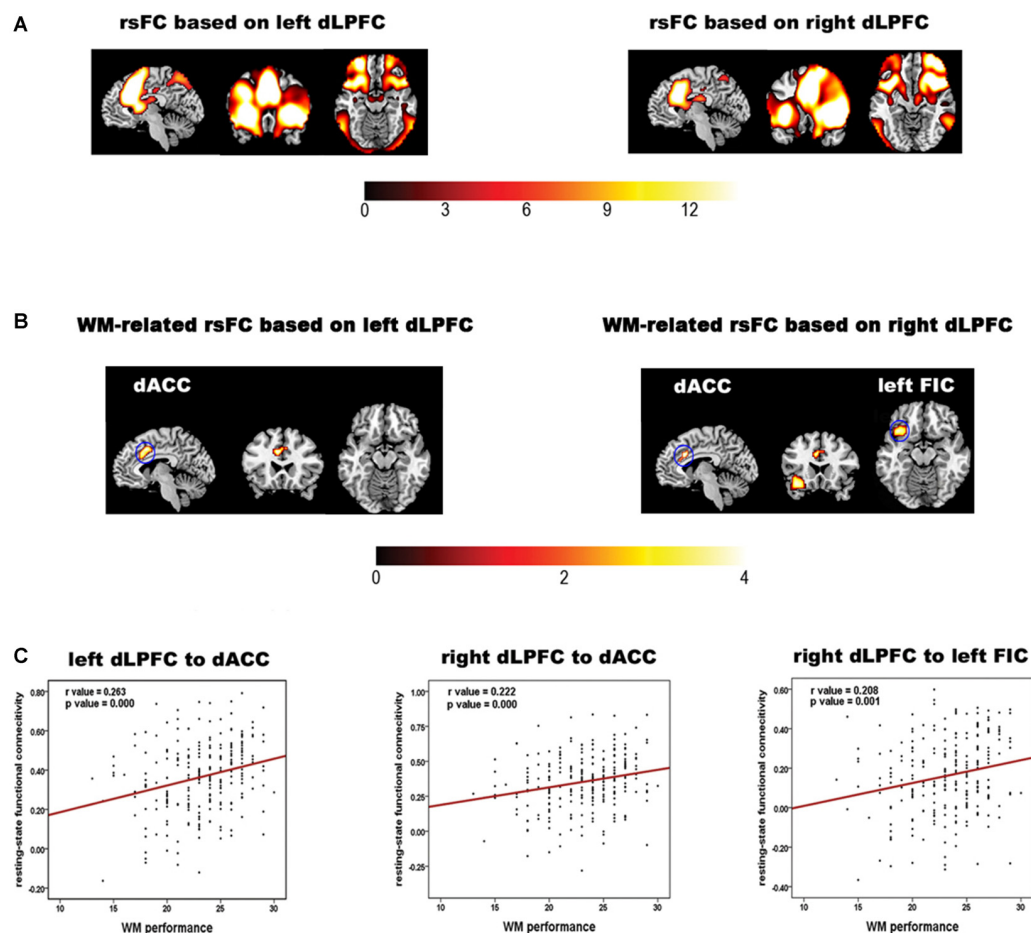 A
rsFC based on left dLPFC
rsFC based on right dLPFC
0 3 6 9 12
B
WM-related rsFC based on left dLPFC
WM-related rsFC based on right dLPFC
dACC
dACC
left FIC
0 2 4
C
left dLPFC to dACC
right dLPFC to dACC
right dLPFC to left FIC
resting-state functional connecitivity
0.80
0.60
0.40
0.20
0.00
-0.20
r value = 0.263
p value = 0.000
10 15 20 25 30
WM performance
resting-state functional connecitivity
1.00
0.75
0.50
0.25
0.00
-0.25
r value = 0.222
p value = 0.000
10 15 20 25 30
WM performance
resting-state functional connecitivity
0.60
0.40
0.20
0.00
-0.20
-0.40
r value = 0.208
p value = 0.001
10 15 20 25 30
WM performance